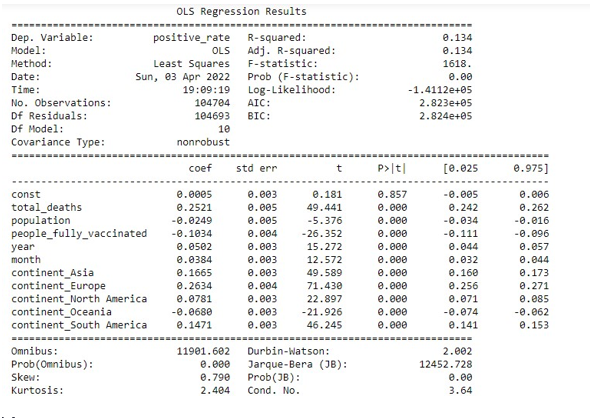 OLS Regression Results
==============================================================================
Dep. Variable: positive_rate R-squared: 0.134
Model: OLS Adj. R-squared: 0.134
Method: Least Squares F-statistic: 1618.
Date: Sun, 03 Apr 2022 Prob (F-statistic): 0.00
Time: 19:09:19 Log-Likelihood: -1.4112e+05
No. Observations: 104704 AIC: 2.823e+05
Df Residuals: 104693 BIC: 2.824e+05
Df Model: 10
Covariance Type: nonrobust
==============================================================================
coef std err t P>|t| [0.025 0.975]
------------------------------------------------------------------------------
const 0.0005 0.003 0.181 0.857 -0.005 0.006
total_deaths 0.2521 0.005 49.441 0.000 0.242 0.262
population -0.0249 0.005 -5.376 0.000 -0.034 -0.016
people_fully_vaccinated -0.1034 0.004 -26.352 0.000 -0.111 -0.096
year 0.0502 0.003 15.272 0.000 0.044 0.057
month 0.0384 0.003 12.572 0.000 0.032 0.044
continent_Asia 0.1665 0.003 49.589 0.000 0.160 0.173
continent_Europe 0.2634 0.004 71.430 0.000 0.256 0.271
continent_North America 0.0781 0.003 22.897 0.000 0.071 0.085
continent_Oceania -0.0680 0.003 -21.926 0.000 -0.074 -0.062
continent_South America 0.1471 0.003 46.245 0.000 0.141 0.153
==============================================================================
Omnibus: 11901.602 Durbin-Watson: 2.002
Prob(Omnibus): 0.000 Jarque-Bera (JB): 12452.728
Skew: 0.790 Prob(JB): 0.00
Kurtosis: 2.404 Cond. No. 3.64
==============================================================================